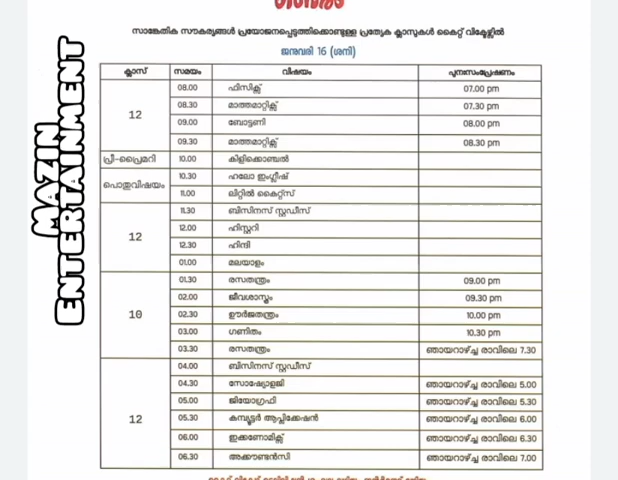 സാങ്കേതിക സൗകര്യങ്ങൾ പ്രയോജനപ്പെടുത്തിക്കൊണ്ടുള്ള പ്രത്യേക ക്ലാസുകൾ കൈറ്റ് വിക്ടേഴ്സിൽ
ജനുവരി 16 (ശനി)
MAZIN
ENTERTAINMENT
ക്ലാസ് സമയം വിഷയം പുനഃസംപ്രേഷണം
12
08.00 ഫിസിക്സ് 07.00 pm
08.30 മാത്തമാറ്റിക്സ് 07.30 pm
09.00 ബോട്ടണി 08.00 pm
09.30 മാത്തമാറ്റിക്സ് 08.30 pm
പ്രീ-പ്രൈമറി 10.00 കിളിക്കൊഞ്ചൽ
പൊതുവിഷയം
10.30 ഹലോ ഇംഗ്ലീഷ്
11.00 ലിറ്റിൽ കൈറ്റ്സ്
12
11.30 ബിസിനസ് സ്റ്റഡീസ്
12.00 ഹിസ്റ്ററി
12.30 ഹിന്ദി
01.00 മലയാളം
10
01.30 രസതന്ത്രം 09.00 pm
02.00 ജീവശാസ്ത്രം 09.30 pm
02.30 ഊർജതന്ത്രം 10.00 pm
03.00 ഗണിതം 10.30 pm
03.30 രസതന്ത്രം ഞായറാഴ്ച്ച രാവിലെ 7.30
12
04.00 ബിസിനസ് സ്റ്റഡീസ്
04.30 സോഷ്യോളജി ഞായറാഴ്ച്ച രാവിലെ 5.00
05.00 ജിയോഗ്രഫി ഞായറാഴ്ച്ച രാവിലെ 5.30
05.30 കമ്പ്യൂട്ടർ ആപ്ലിക്കേഷൻ ഞായറാഴ്ച്ച രാവിലെ 6.00
06.00 ഇക്കണോമിക്സ് ഞായറാഴ്ച്ച രാവിലെ 6.30
06.30 അക്കൗണ്ടൻസി ഞായറാഴ്ച്ച രാവിലെ 7.00